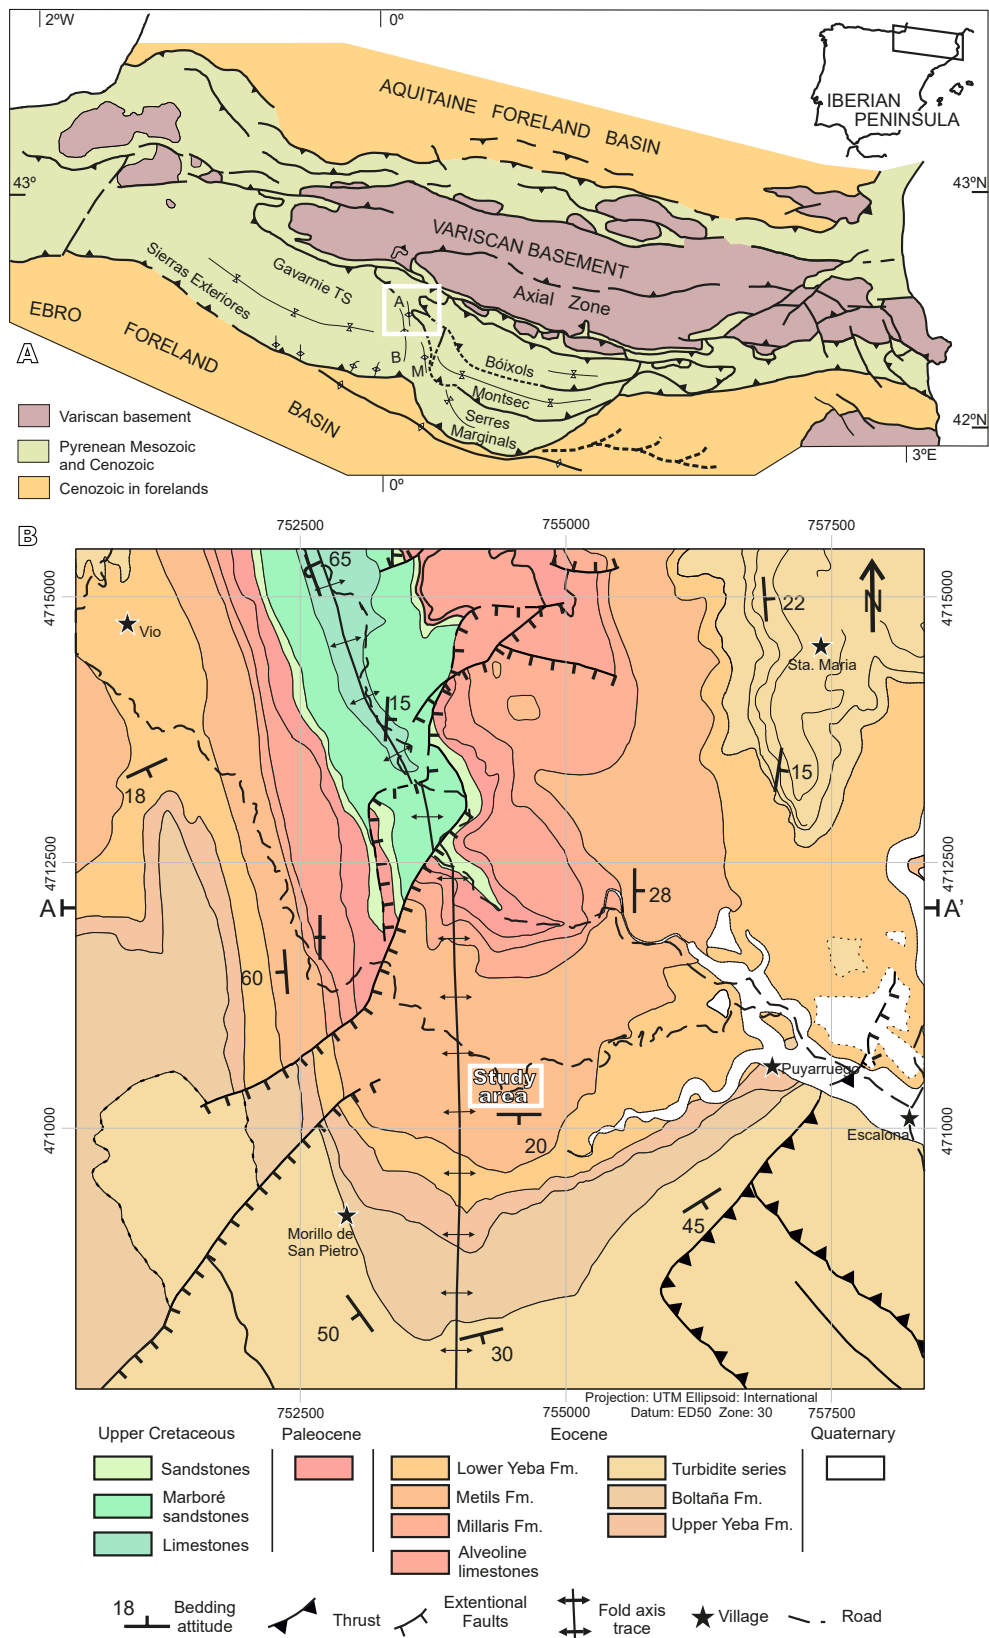 2ºW
0º
AQUITAINE FORELAND BASIN
IBERIAN
PENINSULA
43º
43ºN
VARISCAN BASEMENT
Axial Zone
Sierras Exteriores
Gavarnie TS
A
B
M
Bóixols
Montsec
Serres
Marginals
EBRO FORELAND BASIN
A
42ºN
3ºE
0º
Variscan basement
Pyrenean Mesozoic
and Cenozoic
Cenozoic in forelands
B
752500
755000
757500
4715000
4715000
65
22
N
Vio
Sta. Maria
15
15
18
4712500
4712500
A
A'
28
60
Study
area
Puyarruego
Escalona
471000
471000
20
45
Morillo de
San Pietro
50
30
Projection: UTM Ellipsoid: International
Datum: ED50 Zone: 30
752500
755000
757500
Upper Cretaceous
Paleocene
Eocene
Quaternary
Sandstones
Lower Yeba Fm.
Turbidite series
Marboré
sandstones
Metils Fm.
Boltaña Fm.
Millaris Fm.
Upper Yeba Fm.
Limestones
Alveoline
limestones
18
Bedding
attitude
Thrust
Extentional
Faults
Fold axis
trace
Village
Road